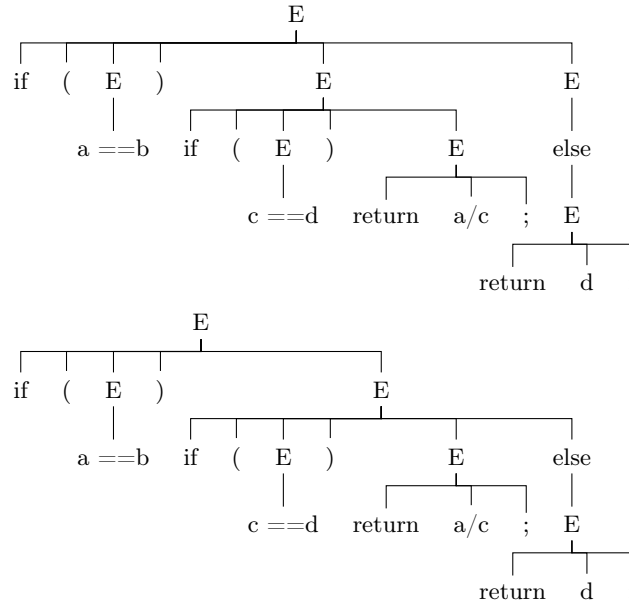 E
if ( E ) E E
a ==b if ( E ) E else
c ==d return a/c ; E
return d
E
if ( E ) E
a ==b if ( E ) E else
c ==d return a/c ; E
return d